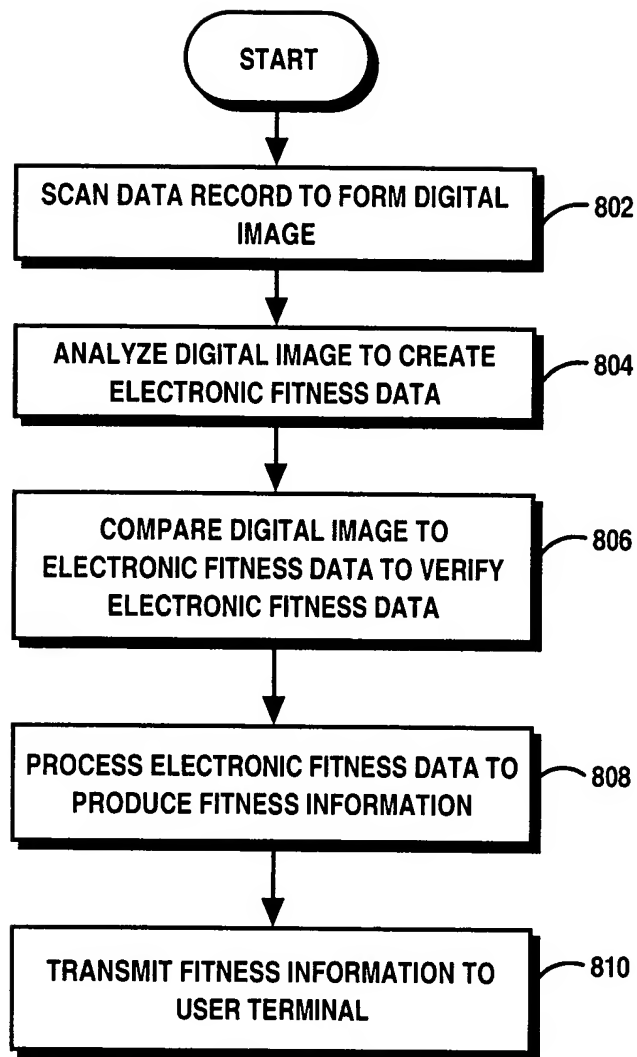 START
SCAN DATA RECORD TO FORM DIGITAL
IMAGE
802
ANALYZE DIGITAL IMAGE TO CREATE
ELECTRONIC FITNESS DATA
804
COMPARE DIGITAL IMAGE TO
ELECTRONIC FITNESS DATA TO VERIFY
ELECTRONIC FITNESS DATA
806
PROCESS ELECTRONIC FITNESS DATA TO
PRODUCE FITNESS INFORMATION
808
TRANSMIT FITNESS INFORMATION TO
USER TERMINAL
810